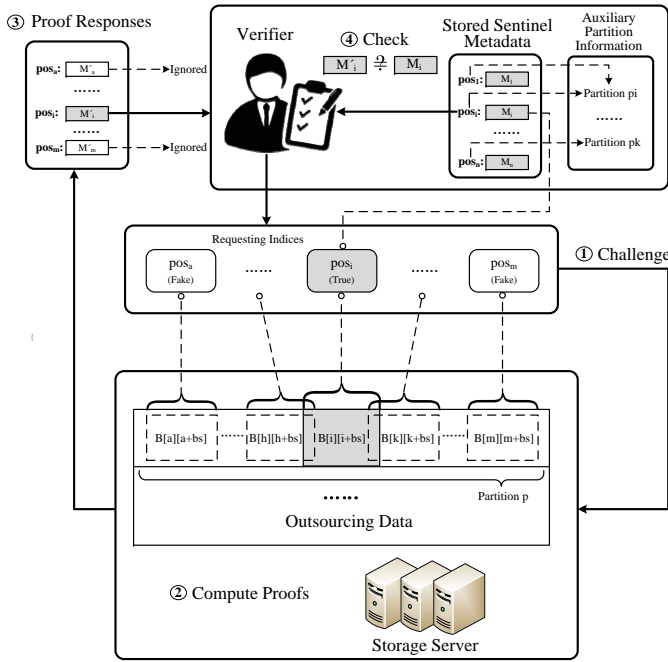 ③ Proof Responses
posₐ: M´ₐ Ignored
......
posᵢ: M´ᵢ
......
posₘ: M´ₘ Ignored
Verifier
④ Check
M´ᵢ ≟ Mᵢ
Stored Sentinel
Metadata
pos₁: M₁
posᵢ: Mᵢ
......
posₙ: Mₙ
Auxiliary
Partition
Information
Partition pi
......
Partition pk
Requesting Indices
posₐ
(Fake)
......
posᵢ
(True)
......
posₘ
(Fake)
① Challenge
B[a][a+bs] ...... B[h][h+bs] B[i][i+bs] B[k][k+bs] ...... B[m][m+bs]
......
Partition p
Outsourcing Data
② Compute Proofs
Storage Server